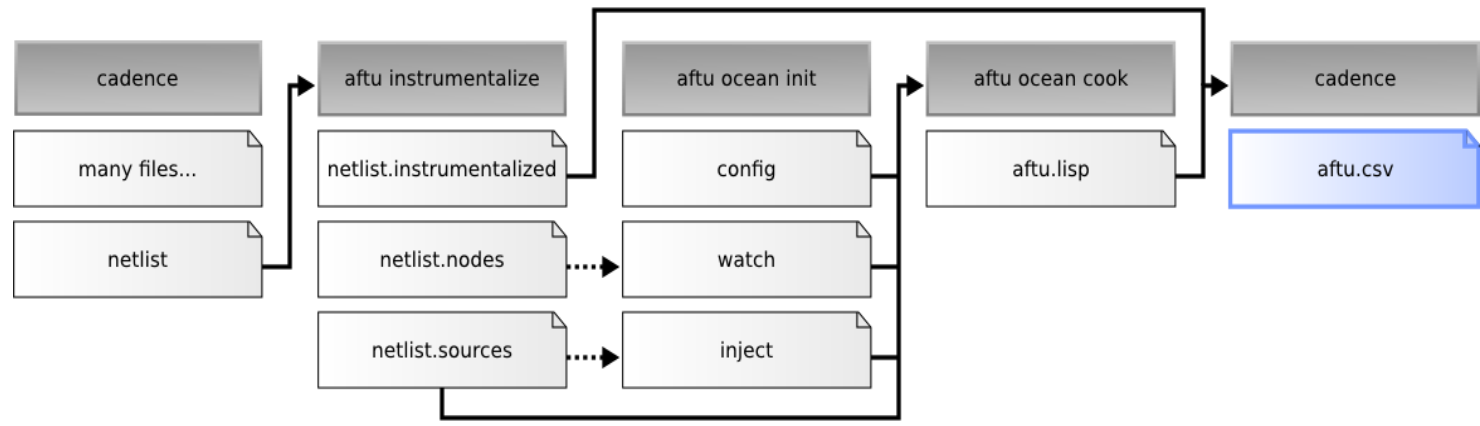 cadence
many files...
netlist
aftu instrumentalize
netlist.instrumentalized
netlist.nodes
netlist.sources
aftu ocean init
config
watch
inject
aftu ocean cook
aftu.lisp
cadence
aftu.csv